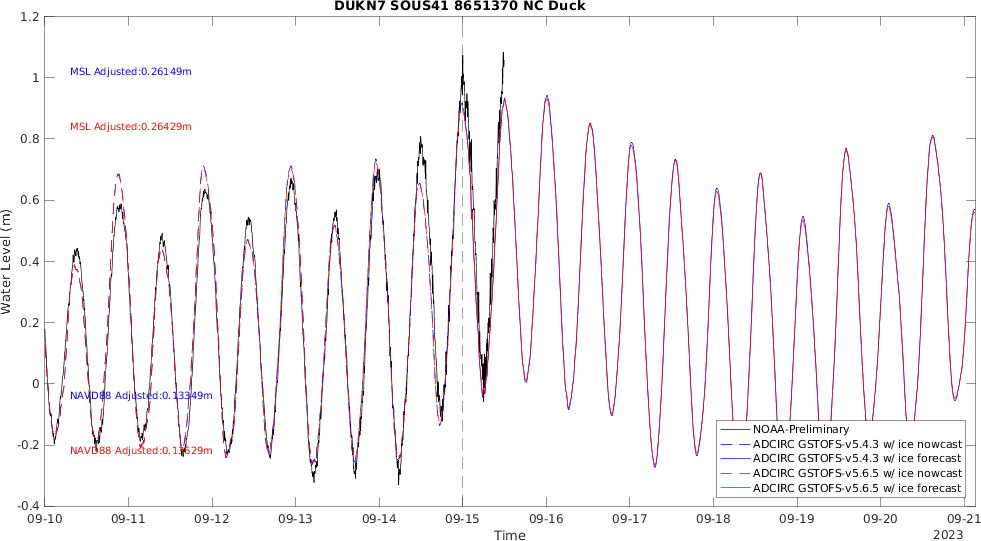 DUKN7 SOUS41 8651370 NC Duck
1.2
1
0.8
0.6
0.4
0.2
0
-0.2
-0.4
Water Level (m)
MSL Adjusted:0.26149m
MSL Adjusted:0.26429m
NAVD88 Adjusted:0.13349m
NAVD88 Adjusted:0.13629m
NOAA-Preliminary
ADCIRC GSTOFS-v5.4.3 w/ ice nowcast
ADCIRC GSTOFS-v5.4.3 w/ ice forecast
ADCIRC GSTOFS-v5.6.5 w/ ice nowcast
ADCIRC GSTOFS-v5.6.5 w/ ice forecast
09-10 09-11 09-12 09-13 09-14 09-15 09-16 09-17 09-18 09-19 09-20 09-21
Time
2023